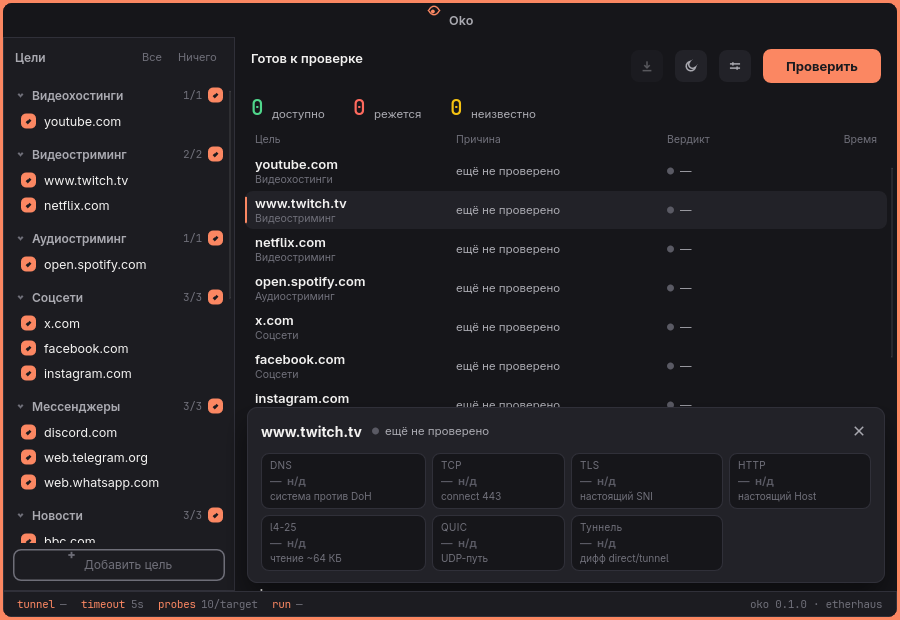 Oko
Цели Все Ничего
Видеохостинги 1/1
youtube.com
Видеостриминг 2/2
www.twitch.tv
netflix.com
Аудиостриминг 1/1
open.spotify.com
Соцсети 3/3
x.com
facebook.com
instagram.com
Мессенджеры 3/3
discord.com
web.telegram.org
web.whatsapp.com
Новости 3/3
bbc.com
+ Добавить цель
Готов к проверке
Проверить
0 доступно 0 режется 0 неизвестно
Цель Причина Вердикт Время
youtube.com
Видеохостинги
ещё не проверено —
www.twitch.tv
Видеостриминг
ещё не проверено —
netflix.com
Видеостриминг
ещё не проверено —
open.spotify.com
Аудиостриминг
ещё не проверено —
x.com
Соцсети
ещё не проверено —
facebook.com
Соцсети
ещё не проверено —
instagram.com
ещё не проверено —
www.twitch.tv ещё не проверено
DNS
— н/д
система против DoH
TCP
— н/д
connect 443
TLS
— н/д
настоящий SNI
HTTP
— н/д
настоящий Host
l4-25
— н/д
чтение ~64 КБ
QUIC
— н/д
UDP-путь
Туннель
— н/д
дифф direct/tunnel
tunnel — timeout 5s probes 10/target run —
oko 0.1.0 · etherhaus